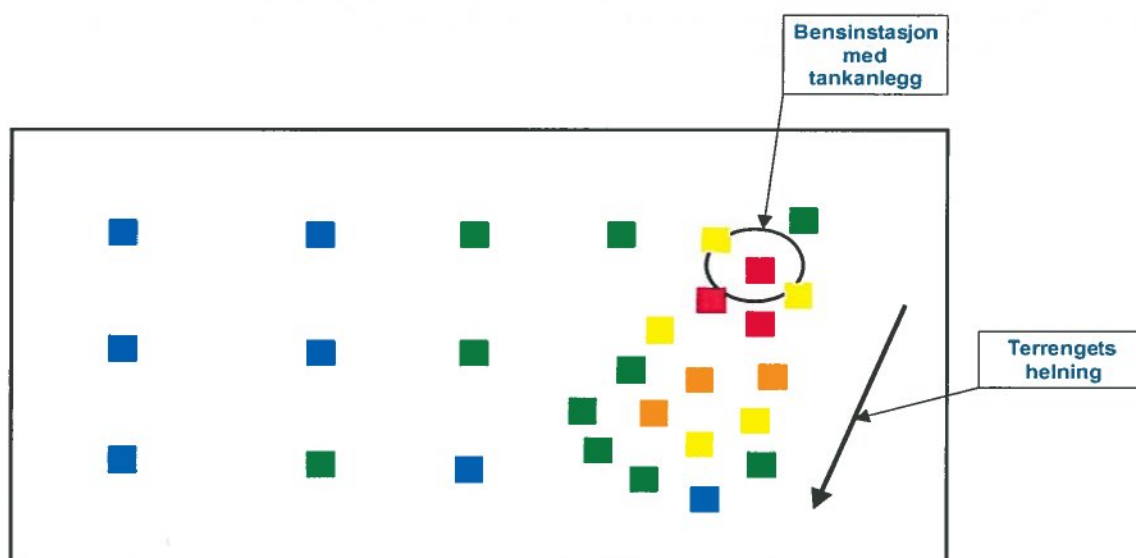 Bensinstasjon
med
tankanlegg
Terrengets
helning